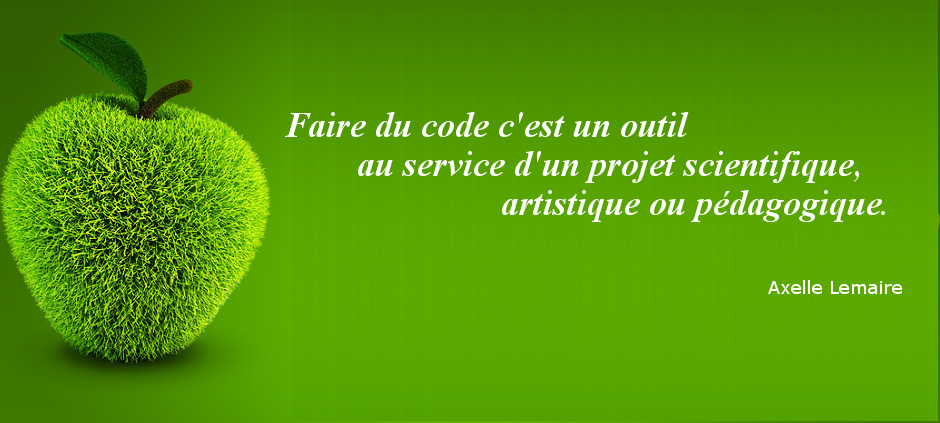 Faire du code c'est un outil
au service d'un projet scientifique,
artistique ou pédagogique.
Axelle Lemaire